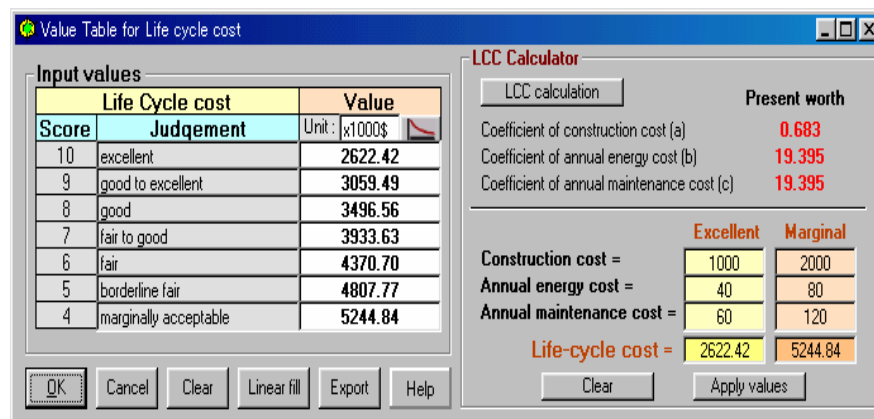 Value Table for Life cycle cost
Input values
Life Cycle cost Value
Score Judgement Unit : x1000$
10 excellent 2622.42
9 good to excellent 3059.49
8 good 3496.56
7 fair to good 3933.63
6 fair 4370.70
5 borderline fair 4807.77
4 marginally acceptable 5244.84
OK Cancel Clear Linear fill Export Help
LCC Calculator
LCC calculation Present worth
Coefficient of construction cost (a) 0.683
Coefficient of annual energy cost (b) 19.395
Coefficient of annual maintenance cost (c) 19.395
Excellent Marginal
Construction cost = 1000 2000
Annual energy cost = 40 80
Annual maintenance cost = 60 120
Life-cycle cost = 2622.42 5244.84
Clear Apply values